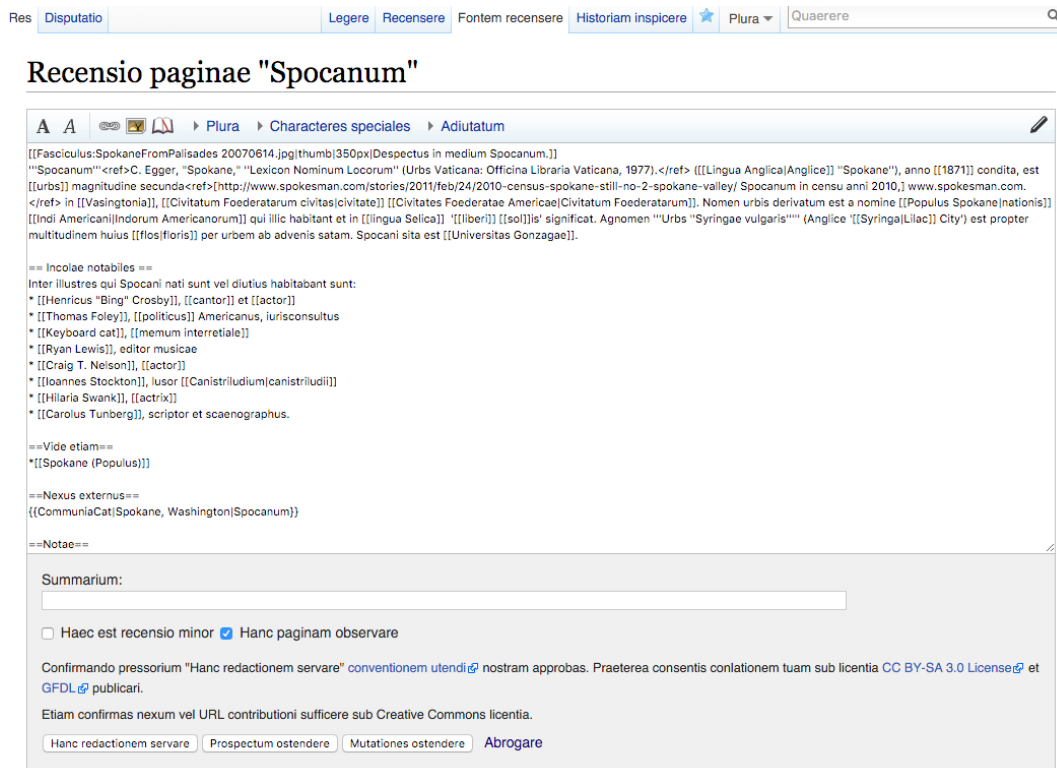 Res Disputatio Legere Recensere Fontem recensere Historiam inspicere Plura Quaerere
Recensio paginae "Spocanum"
A A Plura Characteres speciales Adiutatum
[[Fasciculus:SpokaneFromPalisades 20070614.jpg|thumb|350px|Despectus in medium Spocanum.]]
'''Spocanum'''<ref>C. Egger, "Spokane," ''Lexicon Nominum Locorum'' (Urbs Vaticana: Officina Libraria Vaticana, 1977).</ref> ([[Lingua Anglica|Anglice]] ''Spokane''), anno [[1871]] condita, est
[[urbs]] magnitudine secunda<ref>[http://www.spokesman.com/stories/2011/feb/24/2010-census-spokane-still-no-2-spokane-valley/ Spocanum in censu anni 2010,] www.spokesman.com.
</ref> in [[Vasingtonia]], [[Civitatum Foederatarum civitas|civitate]] [[Civitates Foederatae Americae|Civitatum Foederatarum]]. Nomen urbis derivatum est a nomine [[Populus Spokane|nationis]]
[[Indi Americani|Indorum Americanorum]] qui illic habitant et in [[lingua Selica]]  '[[liberi]] [[sol]]is' significat. Agnomen '''Urbs ''Syringae vulgaris''''' (Anglice '[[Syringa|Lilac]] City') est propter
multitudinem huius [[flos|floris]] per urbem ab advenis satam. Spocani sita est [[Universitas Gonzagae]].
== Incolae notabiles ==
Inter illustres qui Spocani nati sunt vel diutius habitabant sunt:
* [[Henricus "Bing" Crosby]], [[cantor]] et [[actor]]
* [[Thomas Foley]], [[politicus]] Americanus, iurisconsultus
* [[Keyboard cat]], [[memum interretiale]]
* [[Ryan Lewis]], editor musicae
* [[Craig T. Nelson]], [[actor]]
* [[Ioannes Stockton]], lusor [[Canistriludium|canistriludii]]
* [[Hilaria Swank]], [[actrix]]
* [[Carolus Tunberg]], scriptor et scaenographus.
==Vide etiam==
*[[Spokane (Populus)]]
==Nexus externus==
{{CommuniaCat|Spokane, Washington|Spocanum}}
==Notae==
Summarium:
Haec est recensio minor Hanc paginam observare
Confirmando pressorium "Hanc redactionem servare" conventionem utendi nostram approbas. Praeterea consentis conlationem tuam sub licentia CC BY-SA 3.0 License et
GFDL publicari.
Etiam confirmas nexum vel URL contributioni sufficere sub Creative Commons licentia.
Hanc redactionem servare Prospectum ostendere Mutationes ostendere Abrogare